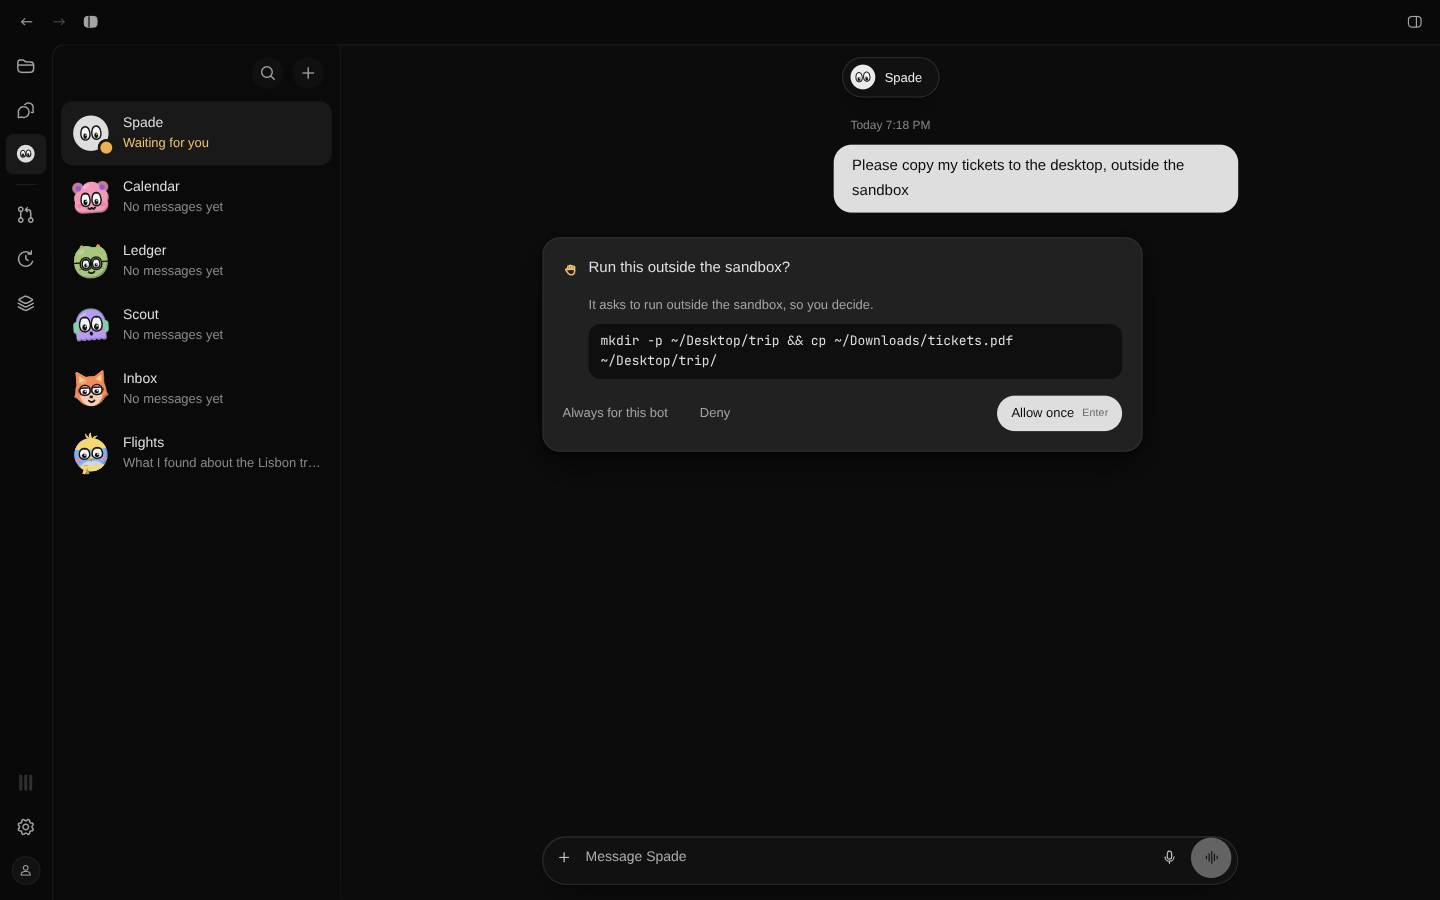 Spade
Waiting for you
Calendar
No messages yet
Ledger
No messages yet
Scout
No messages yet
Inbox
No messages yet
Flights
What I found about the Lisbon tr…
Spade
Today 7:18 PM
Please copy my tickets to the desktop, outside the
sandbox
Run this outside the sandbox?
It asks to run outside the sandbox, so you decide.
mkdir -p ~/Desktop/trip && cp ~/Downloads/tickets.pdf
~/Desktop/trip/
Always for this bot
Deny
Allow once Enter
Message Spade